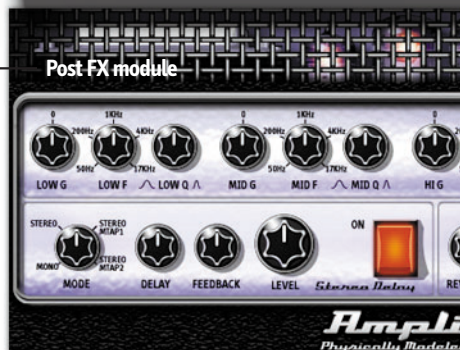 Post FX module
0 1KHz 0 1KHz 0
200Hz 4KHz 200Hz 4KHz
50Hz 17KHz 50Hz 17KHz
LOW G LOW F LOW Q MID G MID F MID Q HI G
STEREO STEREO MTAP1 ON
MONO STEREO MTAP2
MODE DELAY FEEDBACK LEVEL Stereo Delay